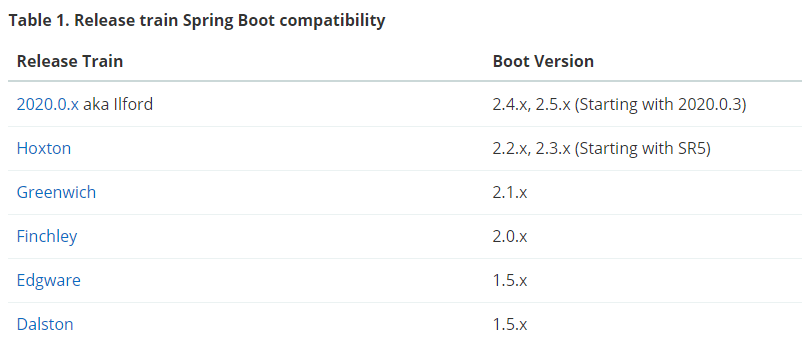 Table 1. Release train Spring Boot compatibility
Release Train Boot Version
2020.0.x aka Ilford 2.4.x, 2.5.x (Starting with 2020.0.3)
Hoxton 2.2.x, 2.3.x (Starting with SR5)
Greenwich 2.1.x
Finchley 2.0.x
Edgware 1.5.x
Dalston 1.5.x